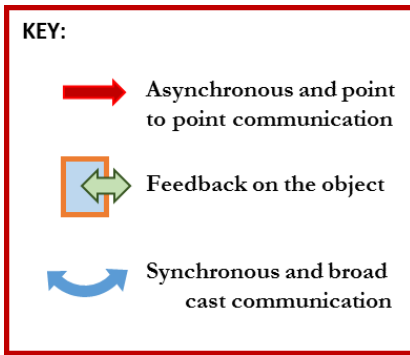 KEY:
Asynchronous and point
to point communication
Feedback on the object
Synchronous and broad
cast communication